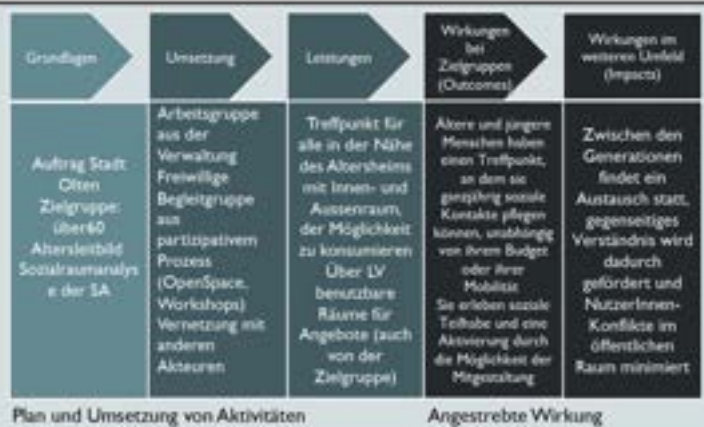 Grundlagen
Umsetzung
Leistungen
Wirkungen
bei
Zielgruppen
(Outcomes)
Wirkungen im
weiteren Umfeld
(Impacts)
Auftrag Stadt
Olten
Zielgruppe:
über60
Altersleitbild
Sozialraumanalys
e der SA
Arbeitsgruppe
aus der
Verwaltung
Freiwillige
Begleitgruppe
aus
partizipativem
Prozess
(OpenSpace,
Workshops)
Vernetzung mit
anderen
Akteuren
Treffpunkt für
alle in der Nähe
des Altersheims
mit Innen- und
Aussenraum,
der Möglichkeit
zu konsumieren
Über LV
benutzbare
Räume für
Angebote (auch
von der
Zielgruppe)
Ältere und jüngere
Menschen haben
einen Treffpunkt,
an dem sie
ganzjährig soziale
Kontakte pflegen
können, unabhängig
von ihrem Budget
oder ihrer
Mobilität
Sie erleben soziale
Teilhabe und eine
Aktivierung durch
die Möglichkeit der
Mitgestaltung
Zwischen den
Generationen
findet ein
Austausch statt,
gegenseitiges
Verständnis wird
dadurch
gefördert und
NutzerInnen-
Konflikte im
öffentlichen
Raum minimiert
Plan und Umsetzung von Aktivitäten
Angestrebte Wirkung